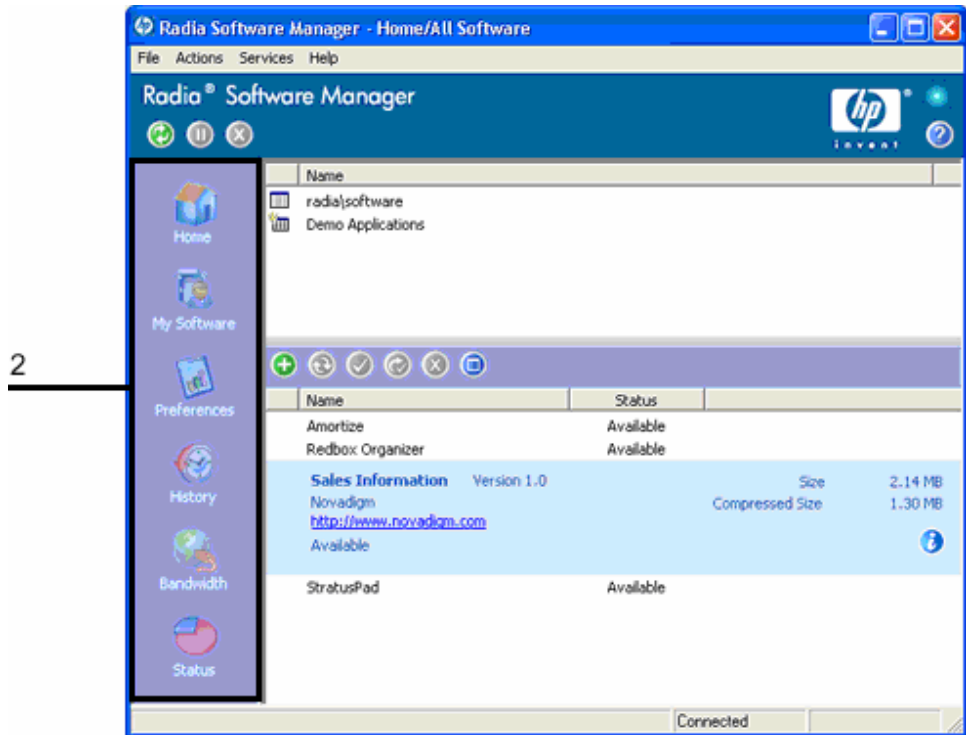 Radia Software Manager - Home/All Software
File Actions Services Help
Radia® Software Manager
hp
invent
Home
My Software
Preferences
History
Bandwidth
Status
Name
radia\software
Demo Applications
Name Status
Amortize Available
Redbox Organizer Available
Sales Information Version 1.0 Size 2.14 MB
Novadigm Compressed Size 1.30 MB
http://www.novadigm.com
Available
StratusPad Available
Connected
2